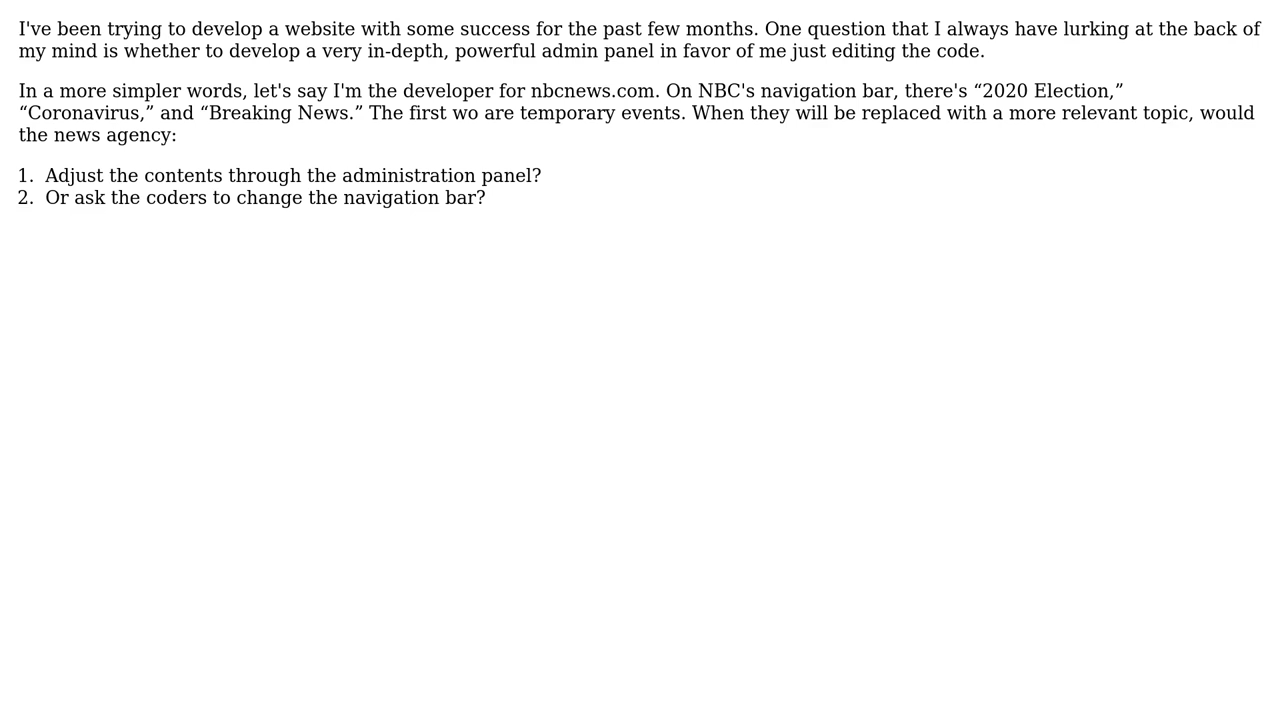 I've been trying to develop a website with some success for the past few months. One question that I always have lurking at the back of
my mind is whether to develop a very in-depth, powerful admin panel in favor of me just editing the code.
In a more simpler words, let's say I'm the developer for nbcnews.com. On NBC's navigation bar, there's “2020 Election,”
“Coronavirus,” and “Breaking News.” The first wo are temporary events. When they will be replaced with a more relevant topic, would
the news agency:
1. Adjust the contents through the administration panel?
2. Or ask the coders to change the navigation bar?